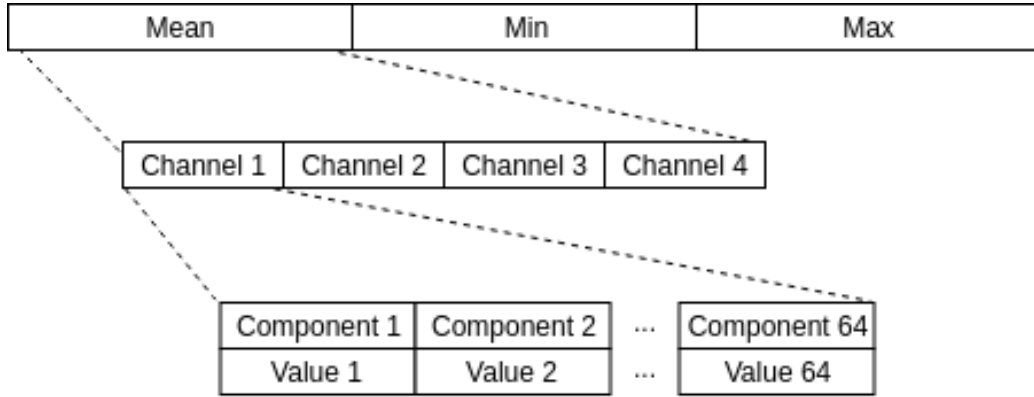 Mean Min Max
Channel 1 Channel 2 Channel 3 Channel 4
Component 1 Component 2 ... Component 64
Value 1 Value 2 ... Value 64